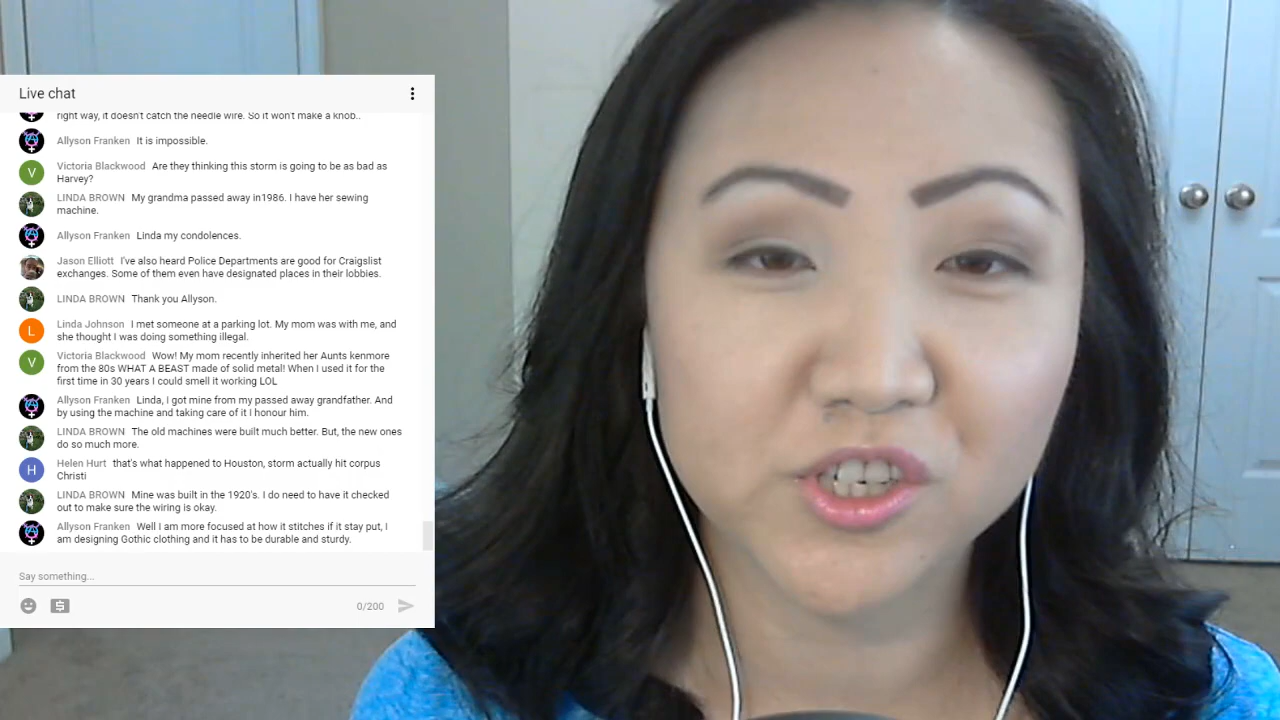 Live chat
right way, it doesn't catch the needle wire. So it won't make a knob..
Allyson Franken It is impossible.
V Victoria Blackwood Are they thinking this storm is going to be as bad as
Harvey?
LINDA BROWN My grandma passed away in1986. I have her sewing
machine.
Allyson Franken Linda my condolences.
Jason Elliott I've also heard Police Departments are good for Craigslist
exchanges. Some of them even have designated places in their lobbies.
LINDA BROWN Thank you Allyson.
L Linda Johnson I met someone at a parking lot. My mom was with me, and
she thought I was doing something illegal.
V Victoria Blackwood Wow! My mom recently inherited her Aunts kenmore
from the 80s WHAT A BEAST made of solid metal! When I used it for the
first time in 30 years I could smell it working LOL
Allyson Franken Linda, I got mine from my passed away grandfather. And
by using the machine and taking care of it I honour him.
LINDA BROWN The old machines were built much better. But, the new ones
do so much more.
H Helen Hurt that's what happened to Houston, storm actually hit corpus
Christi
LINDA BROWN Mine was built in the 1920's. I do need to have it checked
out to make sure the wiring is okay.
Allyson Franken Well I am more focused at how it stitches if it stay put, I
am designing Gothic clothing and it has to be durable and sturdy.
Say something...
0/200